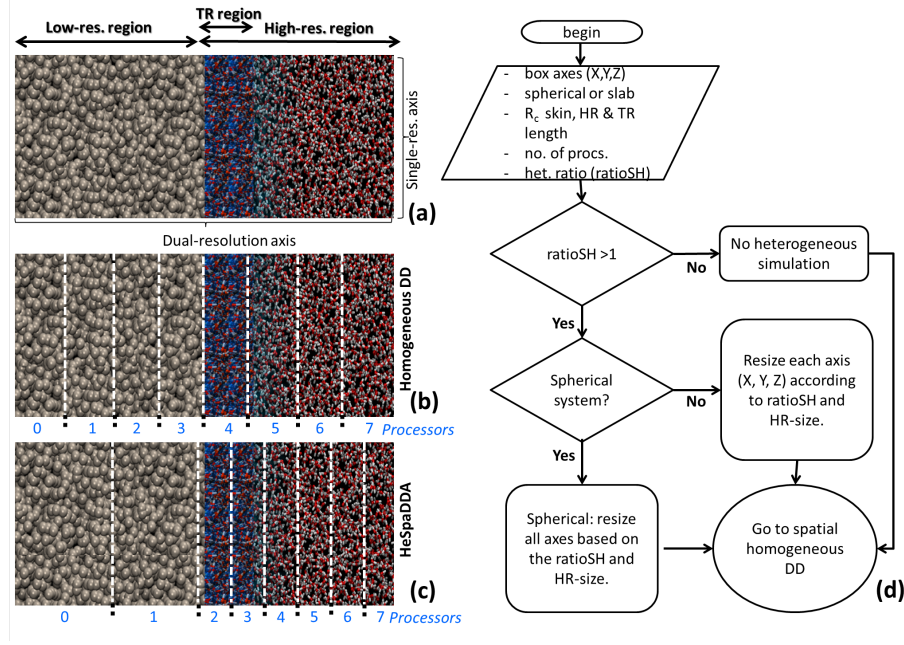 TR region
Low-res. region
High-res. region
Single-res. axis
(a)
Dual-resolution axis
Homogeneous DD
(b)
0 1 2 3 4 5 6 7 Processors
HeSpaDDA
(c)
0 1 2 3 4 5 6 7 Processors
begin
- box axes (X,Y,Z)
- spherical or slab
- Rc skin, HR & TR
length
- no. of procs.
- het. ratio (ratioSH)
ratioSH >1
No
No heterogeneous
simulation
Yes
Spherical
system?
No
Resize each axis
(X, Y, Z) according
to ratioSH and
HR-size.
Yes
Spherical: resize
all axes based on
the ratioSH and
HR-size.
Go to spatial
homogeneous
DD
(d)